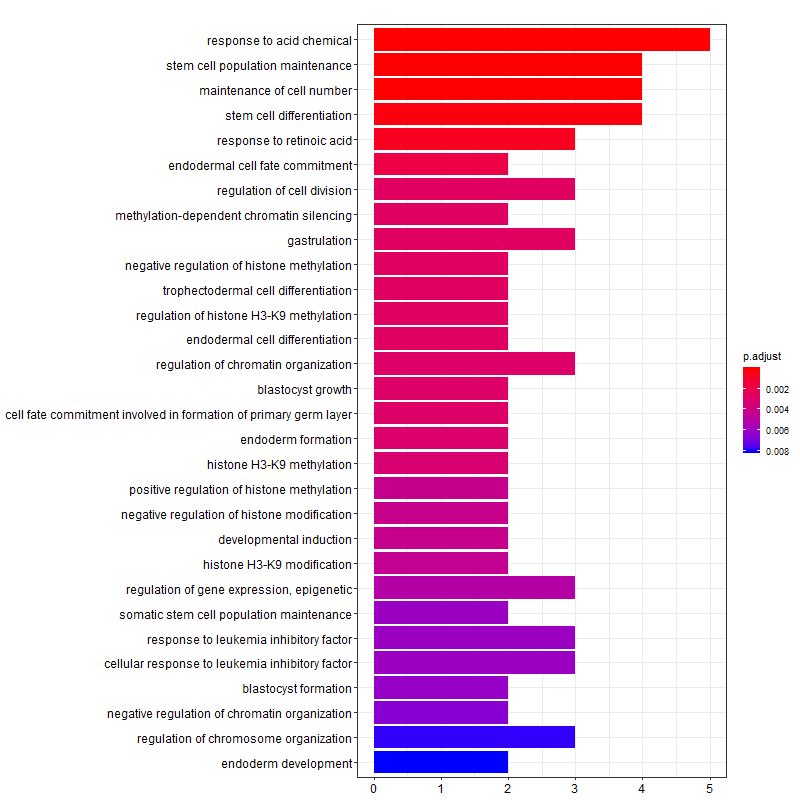 response to acid chemical
stem cell population maintenance
maintenance of cell number
stem cell differentiation
response to retinoic acid
endodermal cell fate commitment
regulation of cell division
methylation-dependent chromatin silencing
gastrulation
negative regulation of histone methylation
trophectodermal cell differentiation
regulation of histone H3-K9 methylation
endodermal cell differentiation
regulation of chromatin organization
blastocyst growth
cell fate commitment involved in formation of primary germ layer
endoderm formation
histone H3-K9 methylation
positive regulation of histone methylation
negative regulation of histone modification
developmental induction
histone H3-K9 modification
regulation of gene expression, epigenetic
somatic stem cell population maintenance
response to leukemia inhibitory factor
cellular response to leukemia inhibitory factor
blastocyst formation
negative regulation of chromatin organization
regulation of chromosome organization
endoderm development
0 1 2 3 4 5
p.adjust
0.002
0.004
0.006
0.008